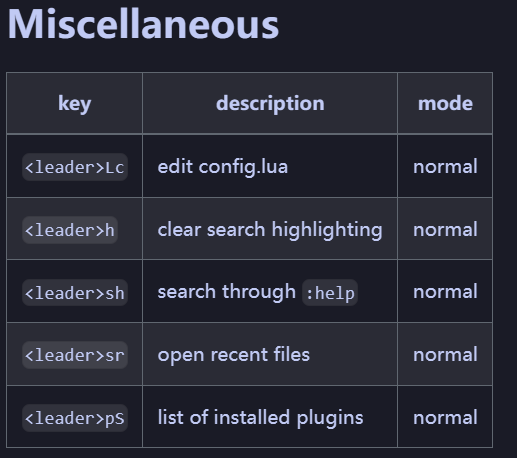 Miscellaneous
key description mode
<leader>Lc edit config.lua normal
<leader>h clear search highlighting normal
<leader>sh search through :help normal
<leader>sr open recent files normal
<leader>pS list of installed plugins normal